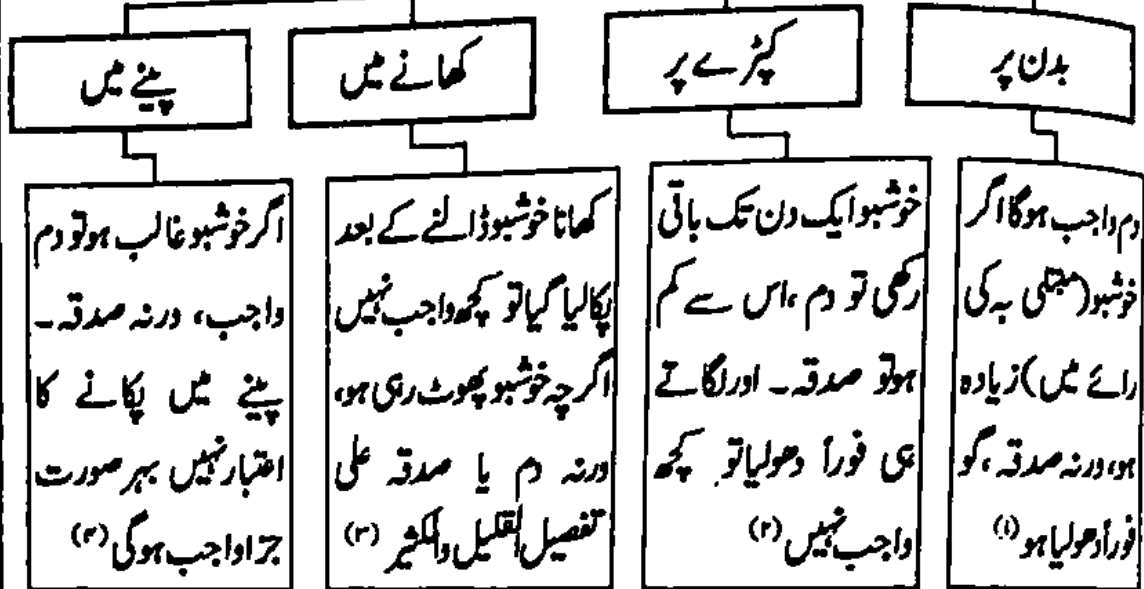 بدن پر
کپڑے پر
کھانے میں
پینے میں
دم واجب ہوگا اگر
خوشبو (مبتلی بہ کی
رائے میں) زیادہ
ہو، ورنہ صدقہ، گو
فوراً دھولیا ہو (۱)
خوشبو ایک دن تک باقی
رکھی تو دم، اس سے کم
ہو تو صدقہ۔ اور لگاتے
ہی فوراً دھولیا تو کچھ
واجب نہیں (۲)
کھانا خوشبو ڈالنے کے بعد
پکالیا گیا تو کچھ واجب نہیں
اگرچہ خوشبو پھوٹ رہی ہو،
ورنہ دم یا صدقہ علی
تفصیل القلیل والکثیر (۳)
اگر خوشبو غالب ہو تو دم
واجب، ورنہ صدقہ۔
پینے میں پکانے کا
اعتبار نہیں بہر صورت
جزا واجب ہوگی (۴)